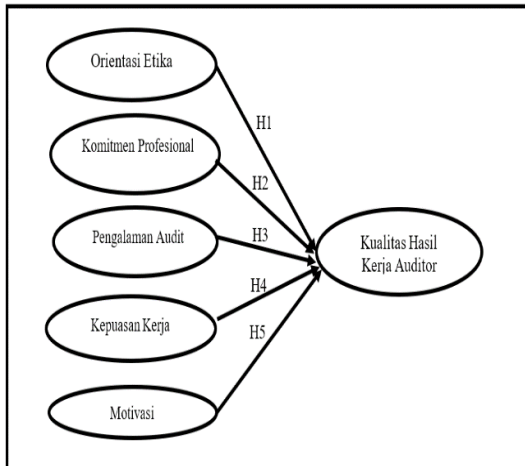 Orientasi Etika
H1
Komitmen Profesional
H2
Pengalaman Audit
H3
Kualitas Hasil
Kerja Auditor
H4
Kepuasan Kerja
H5
Motivasi